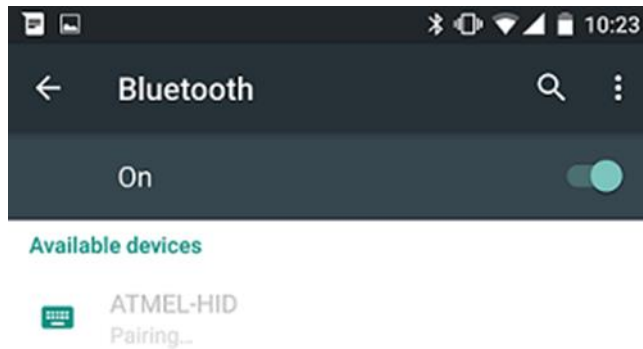 10:23
Bluetooth
On
Available devices
ATMEL-HID
Pairing...